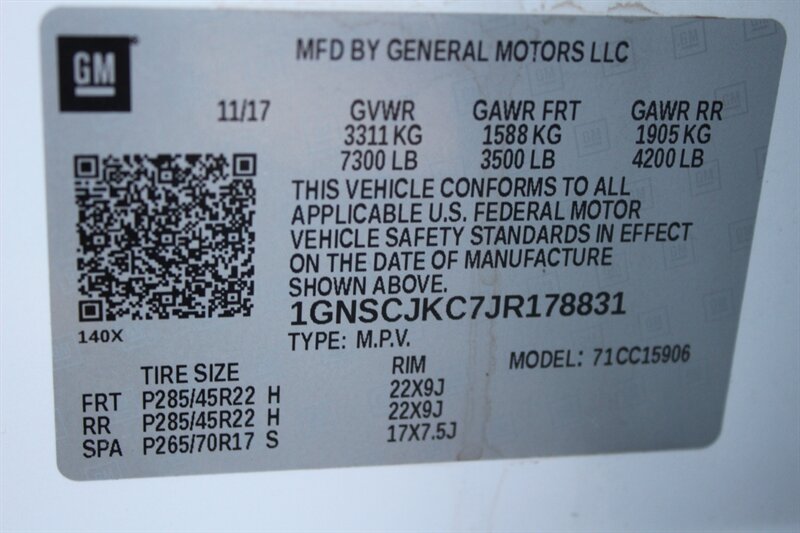 GM
MFD BY GENERAL MOTORS LLC
11/17 GVWR GAWR FRT GAWR RR
3311 KG 1588 KG 1905 KG
7300 LB 3500 LB 4200 LB
THIS VEHICLE CONFORMS TO ALL
APPLICABLE U.S. FEDERAL MOTOR
VEHICLE SAFETY STANDARDS IN EFFECT
ON THE DATE OF MANUFACTURE
SHOWN ABOVE.
1GNSCJKC7JR178831
140X
TYPE: M.P.V. MODEL: 71CC15906
TIRE SIZE RIM
FRT P285/45R22 H 22X9J
RR P285/45R22 H 22X9J
SPA P265/70R17 S 17X7.5J